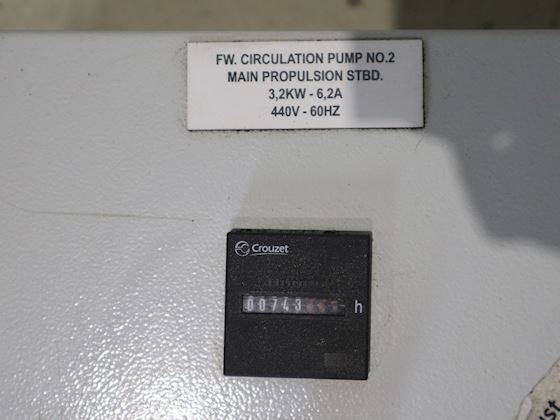 FW. CIRCULATION PUMP NO.2
MAIN PROPULSION STBD.
3,2KW - 6,2A
440V - 60HZ
Crouzet
00743
h